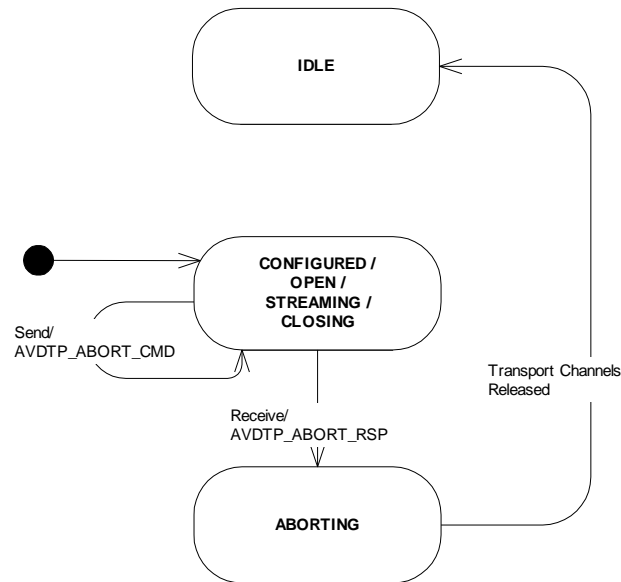 IDLE
CONFIGURED /
OPEN /
STREAMING /
CLOSING
Send/
AVDTP_ABORT_CMD
Transport Channels
Released
Receive/
AVDTP_ABORT_RSP
ABORTING